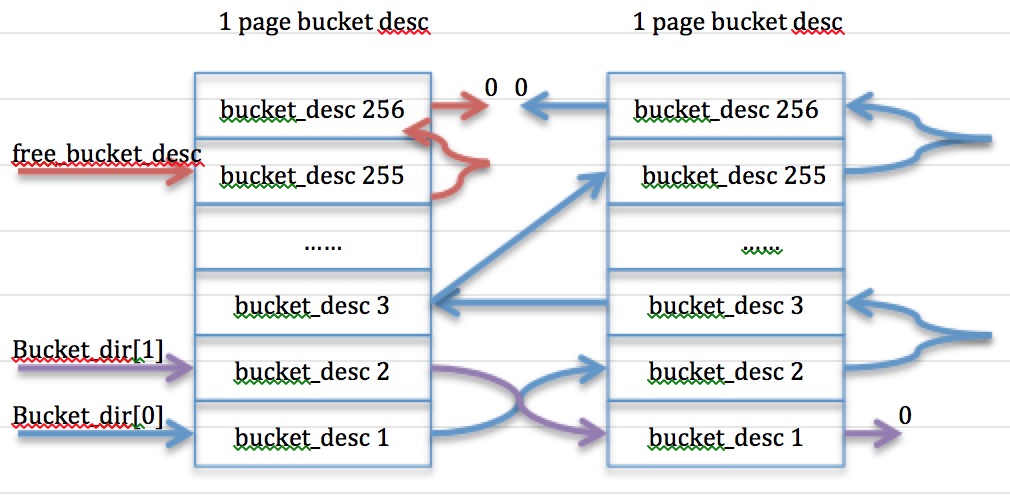 1 page bucket desc 1 page bucket desc
0 0
bucket_desc 256 bucket_desc 256
free_bucket_desc
bucket_desc 255 bucket_desc 255
...... ......
bucket_desc 3 bucket_desc 3
Bucket_dir[1]
bucket_desc 2 bucket_desc 2
Bucket_dir[0] 0
bucket_desc 1 bucket_desc 1